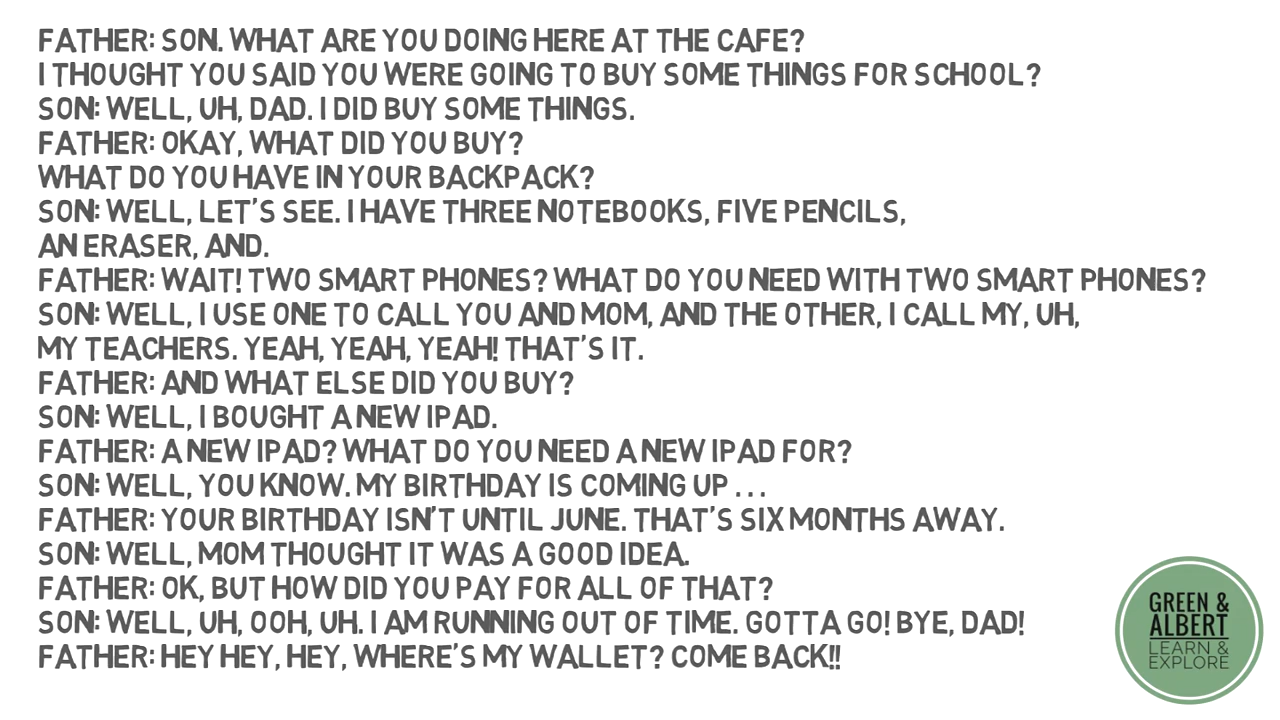 FATHER: SON. WHAT ARE YOU DOING HERE AT THE CAFE?
I THOUGHT YOU SAID YOU WERE GOING TO BUY SOME THINGS FOR SCHOOL?
SON: WELL, UH, DAD. I DID BUY SOME THINGS.
FATHER: OKAY, WHAT DID YOU BUY?
WHAT DO YOU HAVE IN YOUR BACKPACK?
SON: WELL, LET'S SEE. I HAVE THREE NOTEBOOKS, FIVE PENCILS,
AN ERASER, AND.
FATHER: WAIT! TWO SMART PHONES? WHAT DO YOU NEED WITH TWO SMART PHONES?
SON: WELL, I USE ONE TO CALL YOU AND MOM, AND THE OTHER, I CALL MY, UH,
MY TEACHERS. YEAH, YEAH, YEAH! THAT'S IT.
FATHER: AND WHAT ELSE DID YOU BUY?
SON: WELL, I BOUGHT A NEW IPAD.
FATHER: A NEW IPAD? WHAT DO YOU NEED A NEW IPAD FOR?
SON: WELL, YOU KNOW. MY BIRTHDAY IS COMING UP . . .
FATHER: YOUR BIRTHDAY ISN'T UNTIL JUNE. THAT'S SIX MONTHS AWAY.
SON: WELL, MOM THOUGHT IT WAS A GOOD IDEA.
FATHER: OK, BUT HOW DID YOU PAY FOR ALL OF THAT?
SON: WELL, UH, OOH, UH. I AM RUNNING OUT OF TIME. GOTTA GO! BYE, DAD!
FATHER: HEY HEY, HEY, WHERE'S MY WALLET? COME BACK!!
GREEN &
ALBERT
LEARN &
EXPLORE